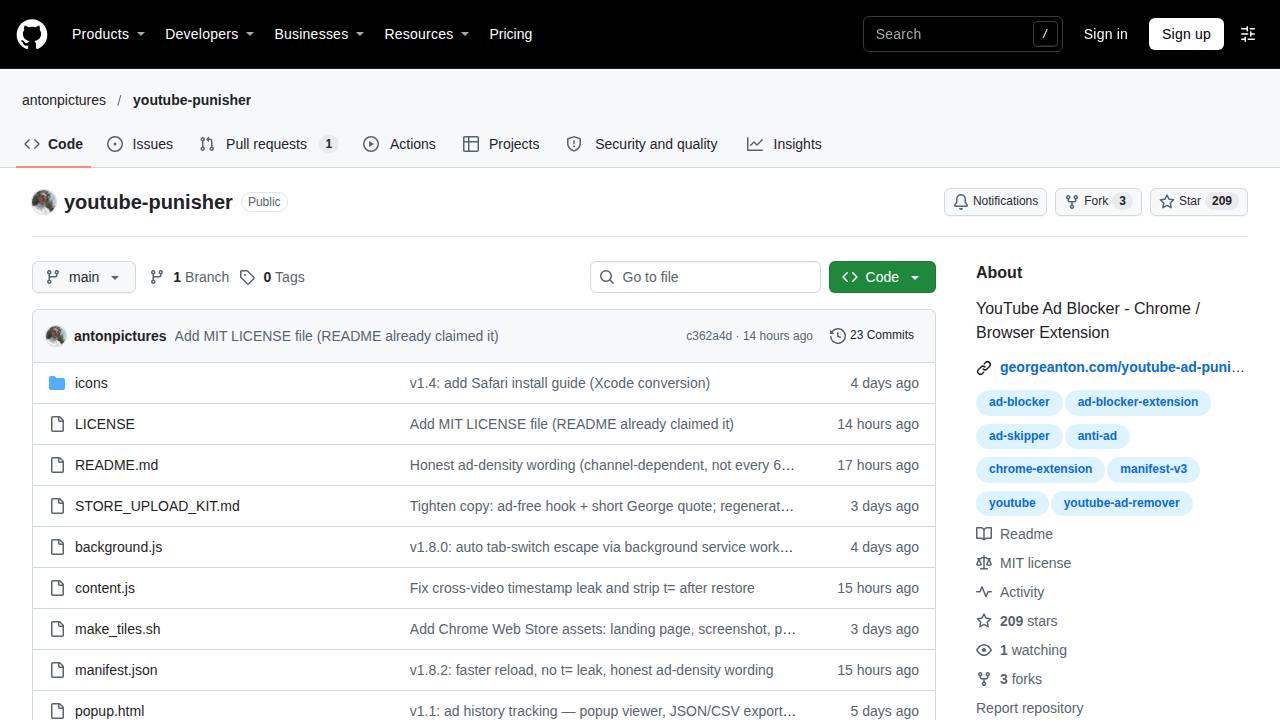 Products Developers Businesses Resources Pricing Search / Sign in Sign up
antonpictures / youtube-punisher
Code Issues Pull requests 1 Actions Projects Security and quality Insights
youtube-punisher Public Notifications Fork 3 Star 209
main 1 Branch 0 Tags Go to file Code
antonpictures Add MIT LICENSE file (README already claimed it) c362a4d · 14 hours ago 23 Commits
icons v1.4: add Safari install guide (Xcode conversion) 4 days ago
LICENSE Add MIT LICENSE file (README already claimed it) 14 hours ago
README.md Honest ad-density wording (channel-dependent, not every 6… 17 hours ago
STORE_UPLOAD_KIT.md Tighten copy: ad-free hook + short George quote; regenerat… 3 days ago
background.js v1.8.0: auto tab-switch escape via background service work… 4 days ago
content.js Fix cross-video timestamp leak and strip t= after restore 15 hours ago
make_tiles.sh Add Chrome Web Store assets: landing page, screenshot, p… 3 days ago
manifest.json v1.8.2: faster reload, no t= leak, honest ad-density wording 15 hours ago
popup.html v1.1: ad history tracking — popup viewer, JSON/CSV export… 5 days ago
About
YouTube Ad Blocker - Chrome /
Browser Extension
georgeanton.com/youtube-ad-puni…
ad-blocker ad-blocker-extension
ad-skipper anti-ad
chrome-extension manifest-v3
youtube youtube-ad-remover
Readme
MIT license
Activity
209 stars
1 watching
3 forks
Report repository